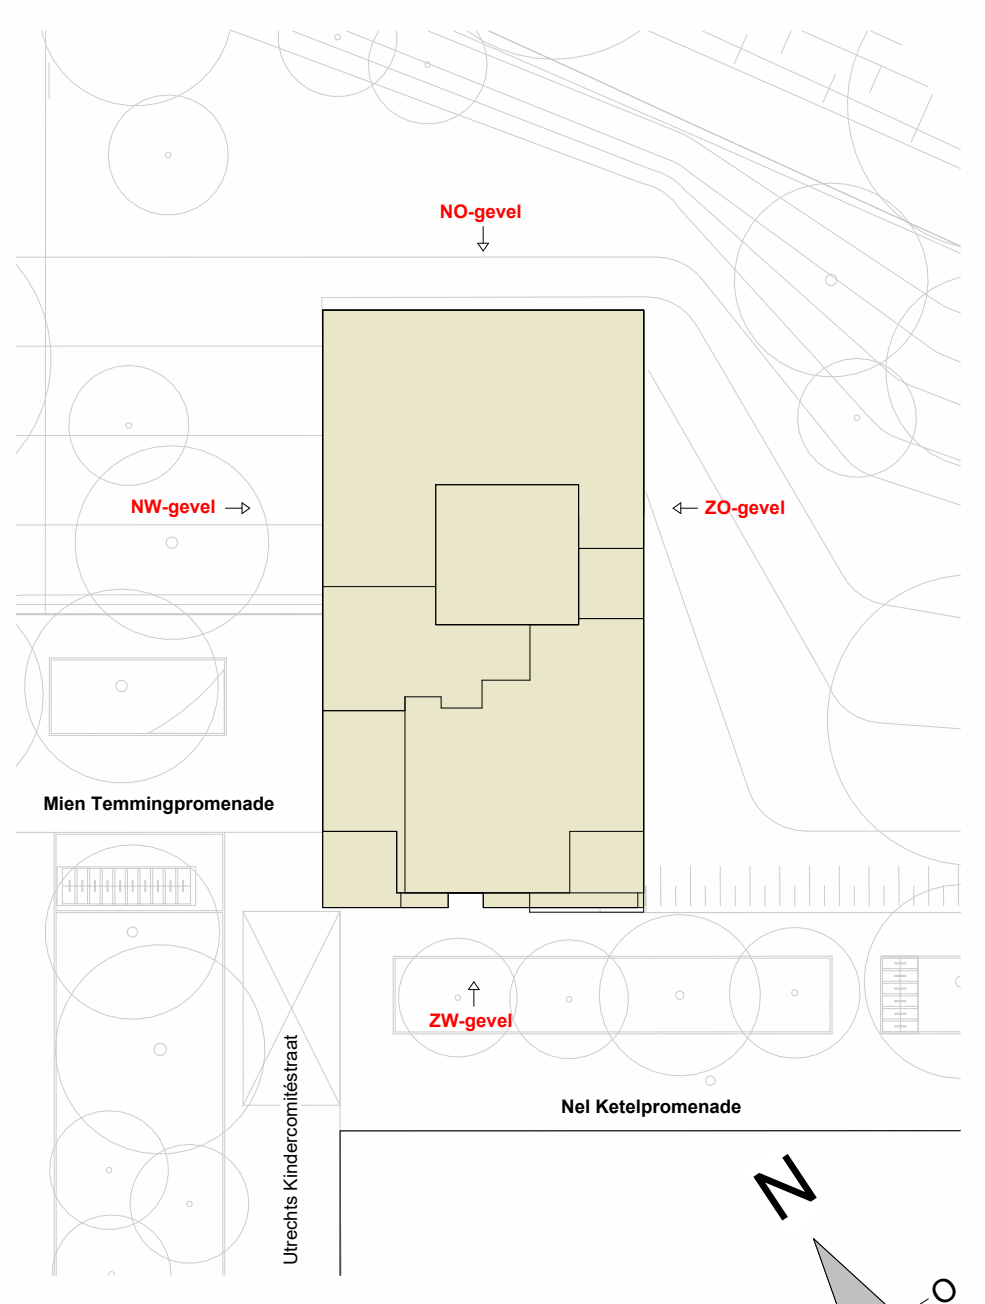 NO-gevel
NW-gevel
ZO-gevel
Mien Temmingpromenade
ZW-gevel
Utrechts Kindercomitéstraat
Nel Ketelpromenade
N
O